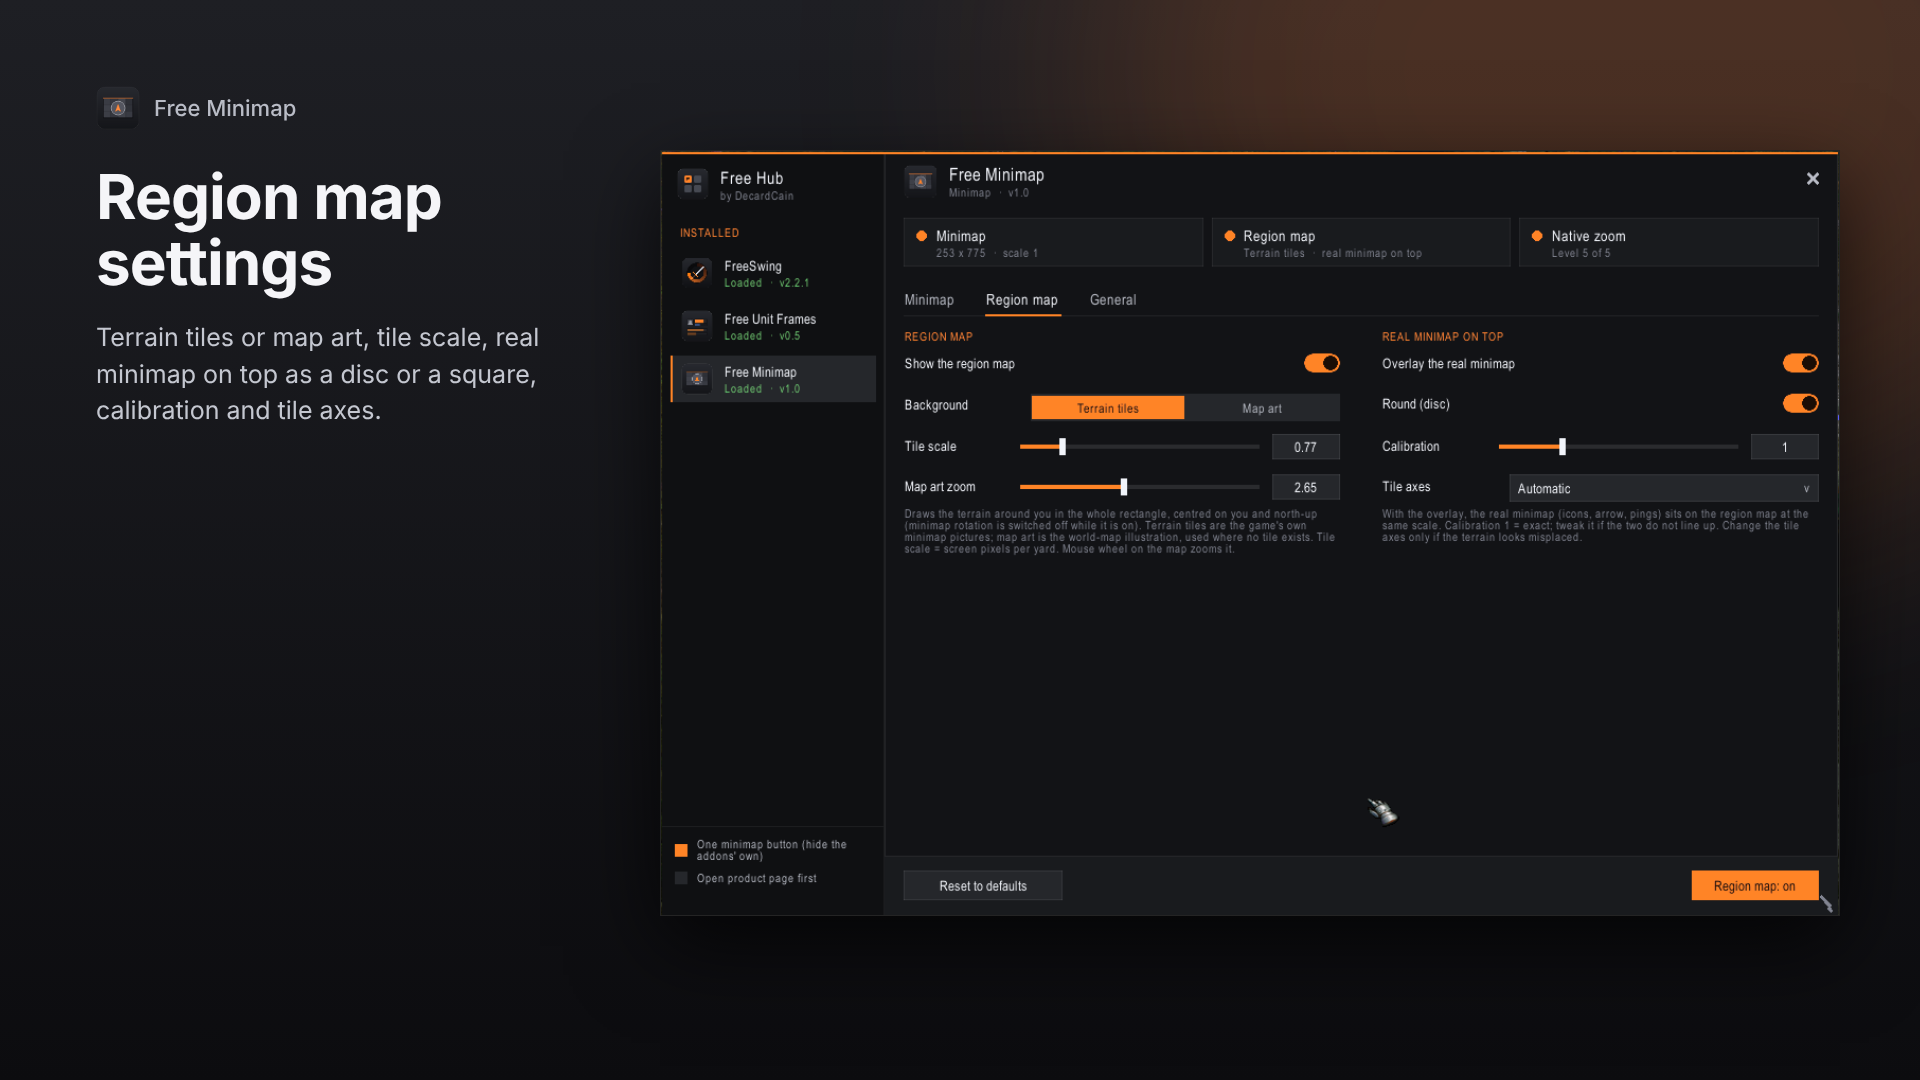 Free Minimap
Region map
settings
Terrain tiles or map art, tile scale, real
minimap on top as a disc or a square,
calibration and tile axes.
Free Hub
by DecardCain
INSTALLED
FreeSwing
Loaded · v2.2.1
Free Unit Frames
Loaded · v0.5
Free Minimap
Loaded · v1.0
One minimap button (hide the
addons' own)
Open product page first
Free Minimap
Minimap · v1.0
Minimap
253 x 775 · scale 1
Region map
Terrain tiles · real minimap on top
Native zoom
Level 5 of 5
Minimap Region map General
REGION MAP
Show the region map
Background Terrain tiles Map art
Tile scale 0.77
Map art zoom 2.65
Draws the terrain around you in the whole rectangle, centred on you and north-up
(minimap rotation is switched off while it is on). Terrain tiles are the game's own
minimap pictures; map art is the world-map illustration, used where no tile exists. Tile
scale = screen pixels per yard. Mouse wheel on the map zooms it.
REAL MINIMAP ON TOP
Overlay the real minimap
Round (disc)
Calibration 1
Tile axes Automatic v
With the overlay, the real minimap (icons, arrow, pings) sits on the region map at the
same scale. Calibration 1 = exact; tweak it if the two do not line up. Change the tile
axes only if the terrain looks misplaced.
Reset to defaults
Region map: on